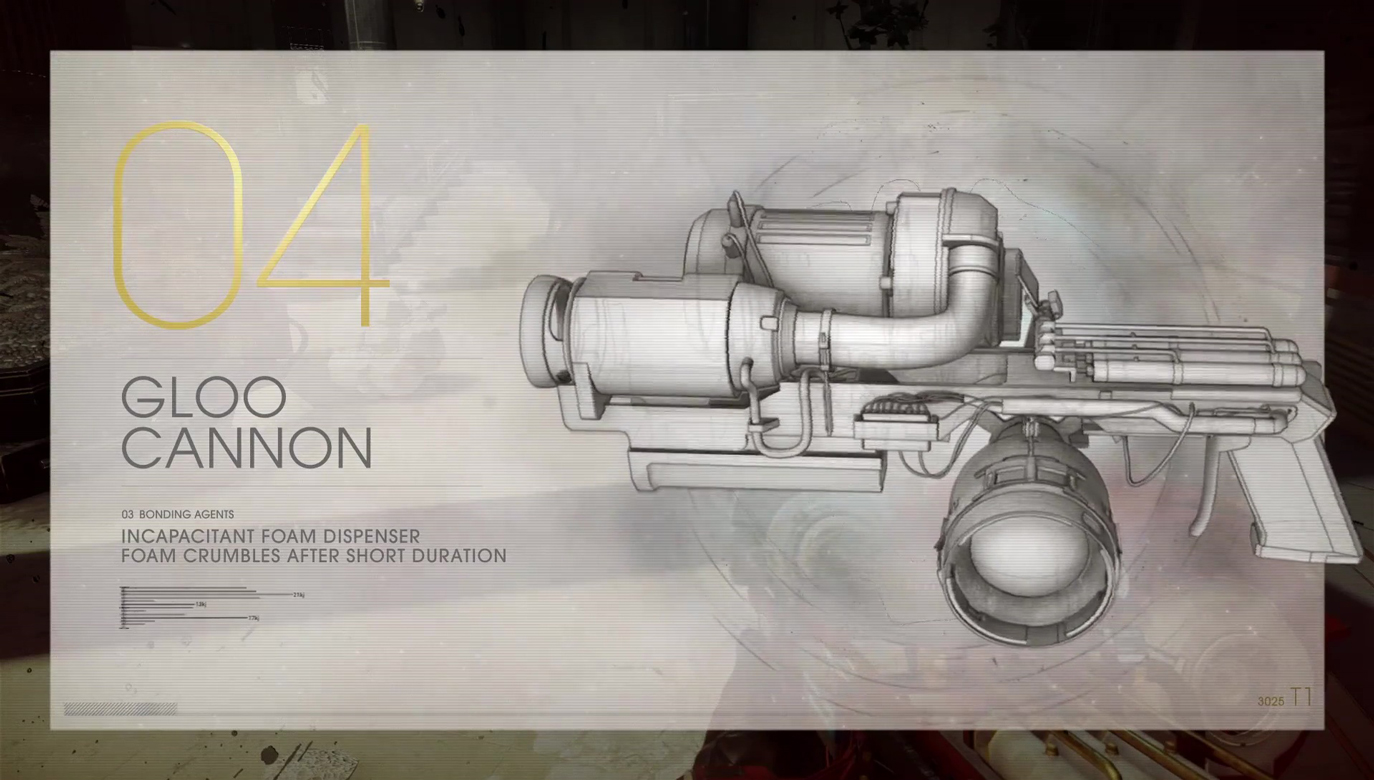 04
GLOO
CANNON
03 BONDING AGENTS
INCAPACITANT FOAM DISPENSER
FOAM CRUMBLES AFTER SHORT DURATION
3025 T1